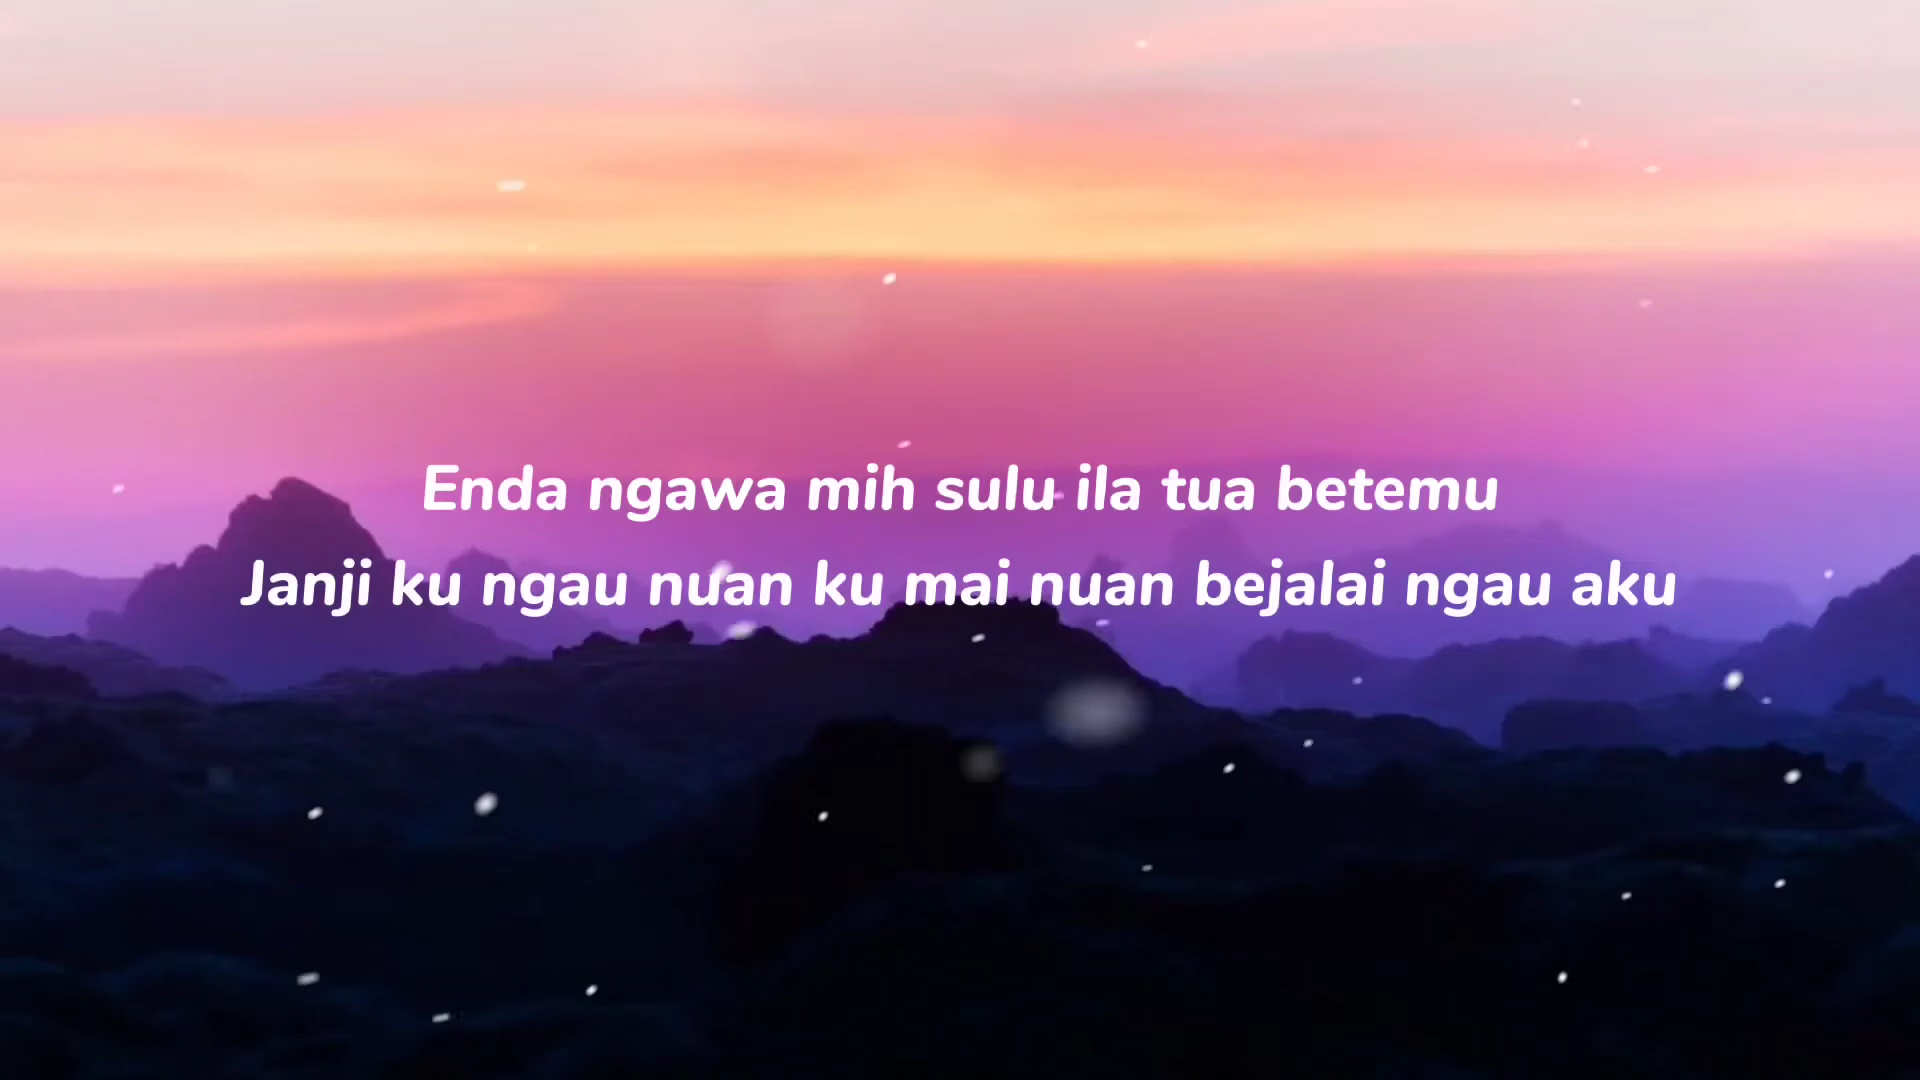 Enda ngawa mih sulu ila tua betemu
Janji ku ngau nuan ku mai nuan bejalai ngau aku